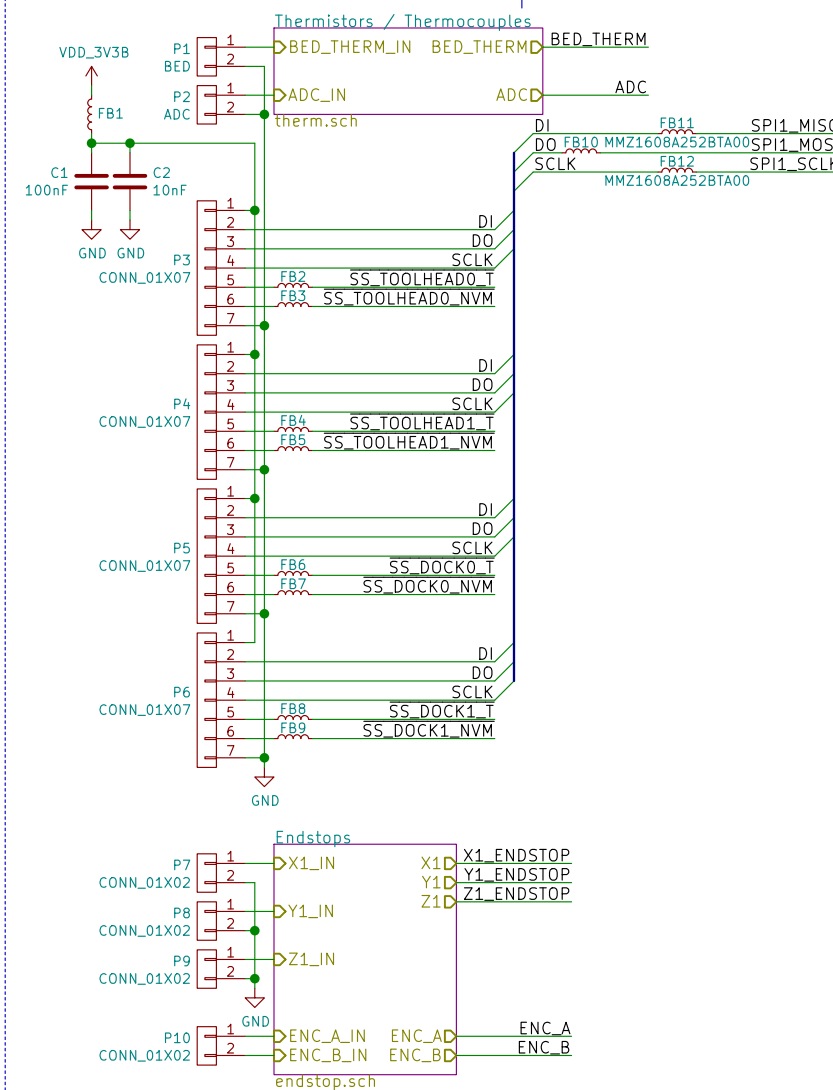 Thermistors / Thermocouples
P1
BED
1
2
BED_THERM_IN
BED_THERM
BED_THERM
P2
ADC
1
2
ADC_IN
ADC
ADC
therm.sch
VDD_3V3B
FB1
C1
100nF
C2
10nF
GND
GND
DI
FB11
SPI1_MISO
DO
FB10
MMZ1608A252BTA00
SPI1_MOS
SCLK
FB12
SPI1_SCLK
MMZ1608A252BTA00
P3
CONN_01X07
1
2
DI
3
DO
4
SCLK
5
FB2
SS_TOOLHEAD0_T
6
FB3
SS_TOOLHEAD0_NVM
7
P4
CONN_01X07
1
2
DI
3
DO
4
SCLK
5
FB4
SS_TOOLHEAD1_T
6
FB5
SS_TOOLHEAD1_NVM
7
P5
CONN_01X07
1
2
DI
3
DO
4
SCLK
5
FB6
SS_DOCK0_T
6
FB7
SS_DOCK0_NVM
7
P6
CONN_01X07
1
2
DI
3
DO
4
SCLK
5
FB8
SS_DOCK1_T
6
FB9
SS_DOCK1_NVM
7
GND
Endstops
P7
CONN_01X02
1
2
X1_IN
X1
X1_ENDSTOP
Y1
Y1_ENDSTOP
Z1
Z1_ENDSTOP
P8
CONN_01X02
1
2
Y1_IN
P9
CONN_01X02
1
2
Z1_IN
GND
P10
CONN_01X02
1
2
ENC_A_IN
ENC_A
ENC_A
ENC_B_IN
ENC_B
ENC_B
endstop.sch